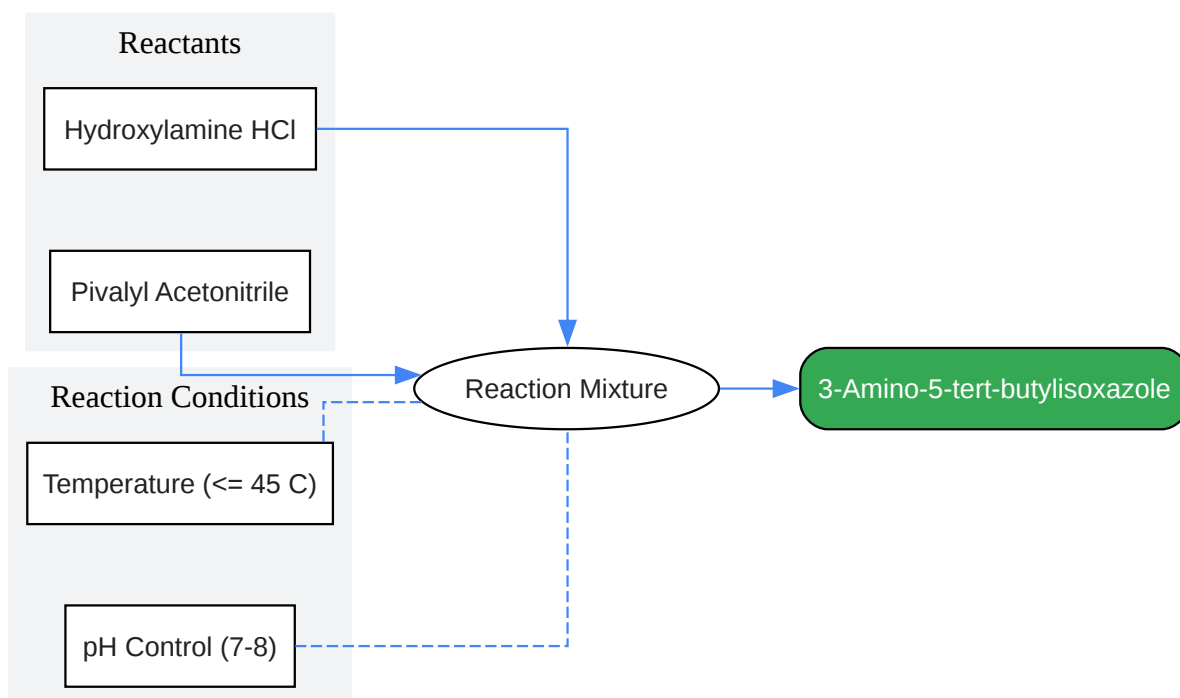 Reactants
Hydroxylamine HCl
Pivalyl Acetonitrile
Reaction Conditions
Temperature (<= 45 C)
pH Control (7-8)
Reaction Mixture
3-Amino-5-tert-butylisoxazole